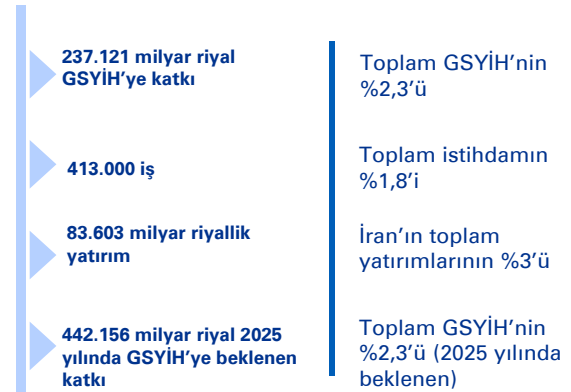 237.121 milyar riyal
GSYİH’ye katkı
Toplam GSYİH’nin
%2,3’ü
413.000 iş
Toplam istihdamın
%1,8’i
83.603 milyar riyallik
yatırım
İran’ın toplam
yatırımlarının %3’ü
442.156 milyar riyal 2025
yılında GSYİH’ye beklenen
katkı
Toplam GSYİH’nin
%2,3’ü (2025 yılında
beklenen)